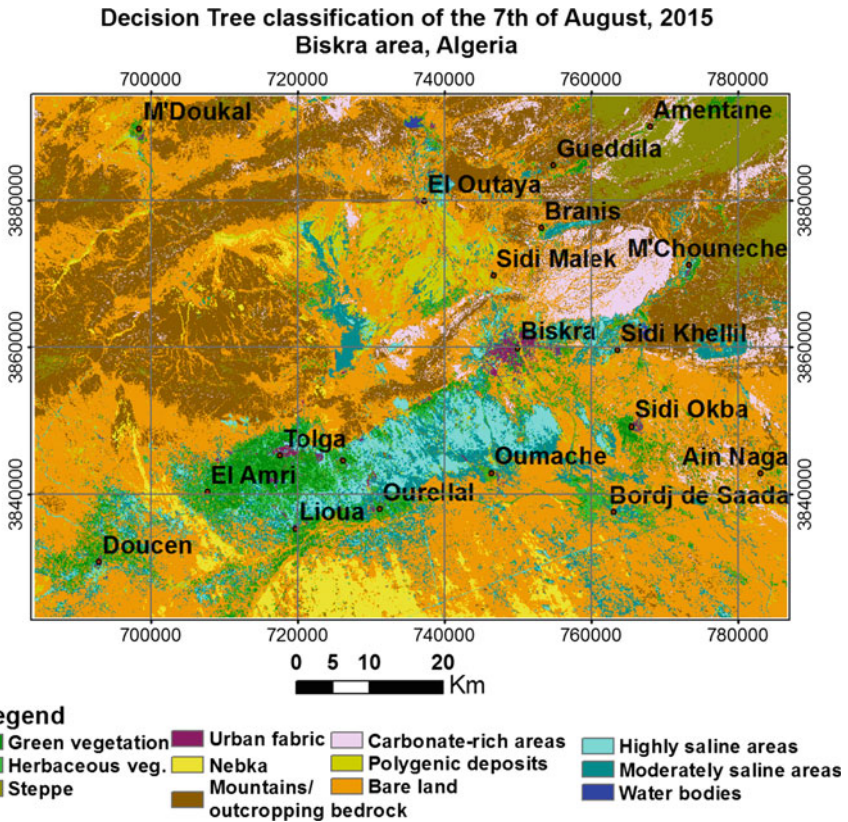 Decision Tree classification of the 7th of August, 2015
Biskra area, Algeria
700000 720000 740000 760000 780000
M'Doukal
Amentane
Gueddila
3880000 El Outaya 3880000
Branis
M'Chouneche
Sidi Malek
Biskra Sidi Khellil
3860000 3860000
Sidi Okba
Tolga
Oumache Ain Naga
El Amri
3840000 Ourellal Bordj de Saada 3840000
Lioua
Doucen
700000 720000 740000 760000 780000
0 5 10 20
Km
egend
Green vegetation Urban fabric Carbonate-rich areas Highly saline areas
Herbaceous veg. Nebka Polygenic deposits Moderately saline areas
Steppe Mountains/ Bare land Water bodies
outcropping bedrock